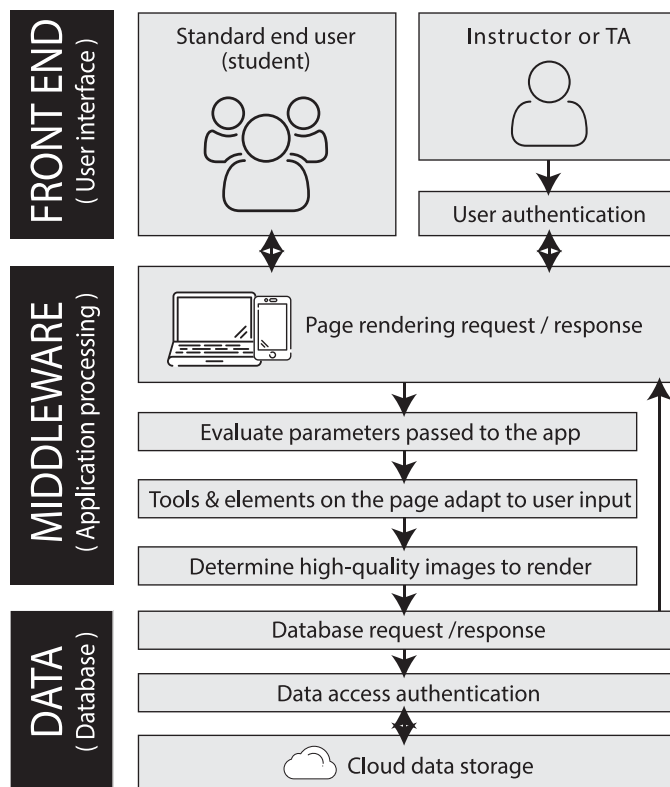 FRONT END
( User interface )
Standard end user
(student)
Instructor or TA
User authentication
MIDDLEWARE
( Application processing )
Page rendering request / response
Evaluate parameters passed to the app
Tools & elements on the page adapt to user input
Determine high-quality images to render
DATA
( Database )
Database request /response
Data access authentication
Cloud data storage